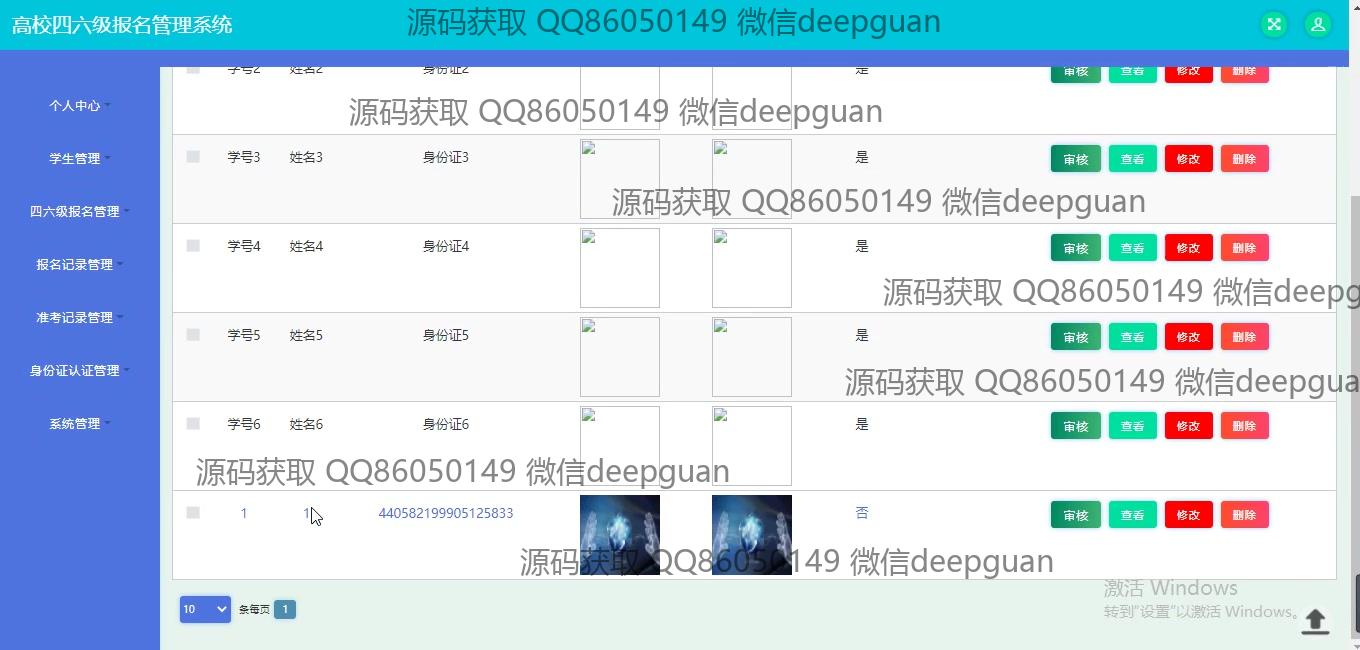 高校四六级报名管理系统
源码获取 QQ86050149 微信deepguan
学号2 姓名2 身份证2 是 审核 查看 修改 删除
个人中心
源码获取 QQ86050149 微信deepguan
学生管理
学号3 姓名3 身份证3 是 审核 查看 修改 删除
四六级报名管理
源码获取 QQ86050149 微信deepguan
学号4 姓名4 身份证4 是 审核 查看 修改 删除
报名记录管理
源码获取 QQ86050149 微信deepg
准考记录管理
学号5 姓名5 身份证5 是 审核 查看 修改 删除
身份证认证管理
源码获取 QQ86050149 微信deepgua
系统管理
学号6 姓名6 身份证6 是 审核 查看 修改 删除
源码获取 QQ86050149 微信deepguan
1 1 440582199905125833 否 审核 查看 修改 删除
源码获取 QQ86050149 微信deepguan
激活 Windows
转到"设置"以激活 Windows。
10 条每页 1